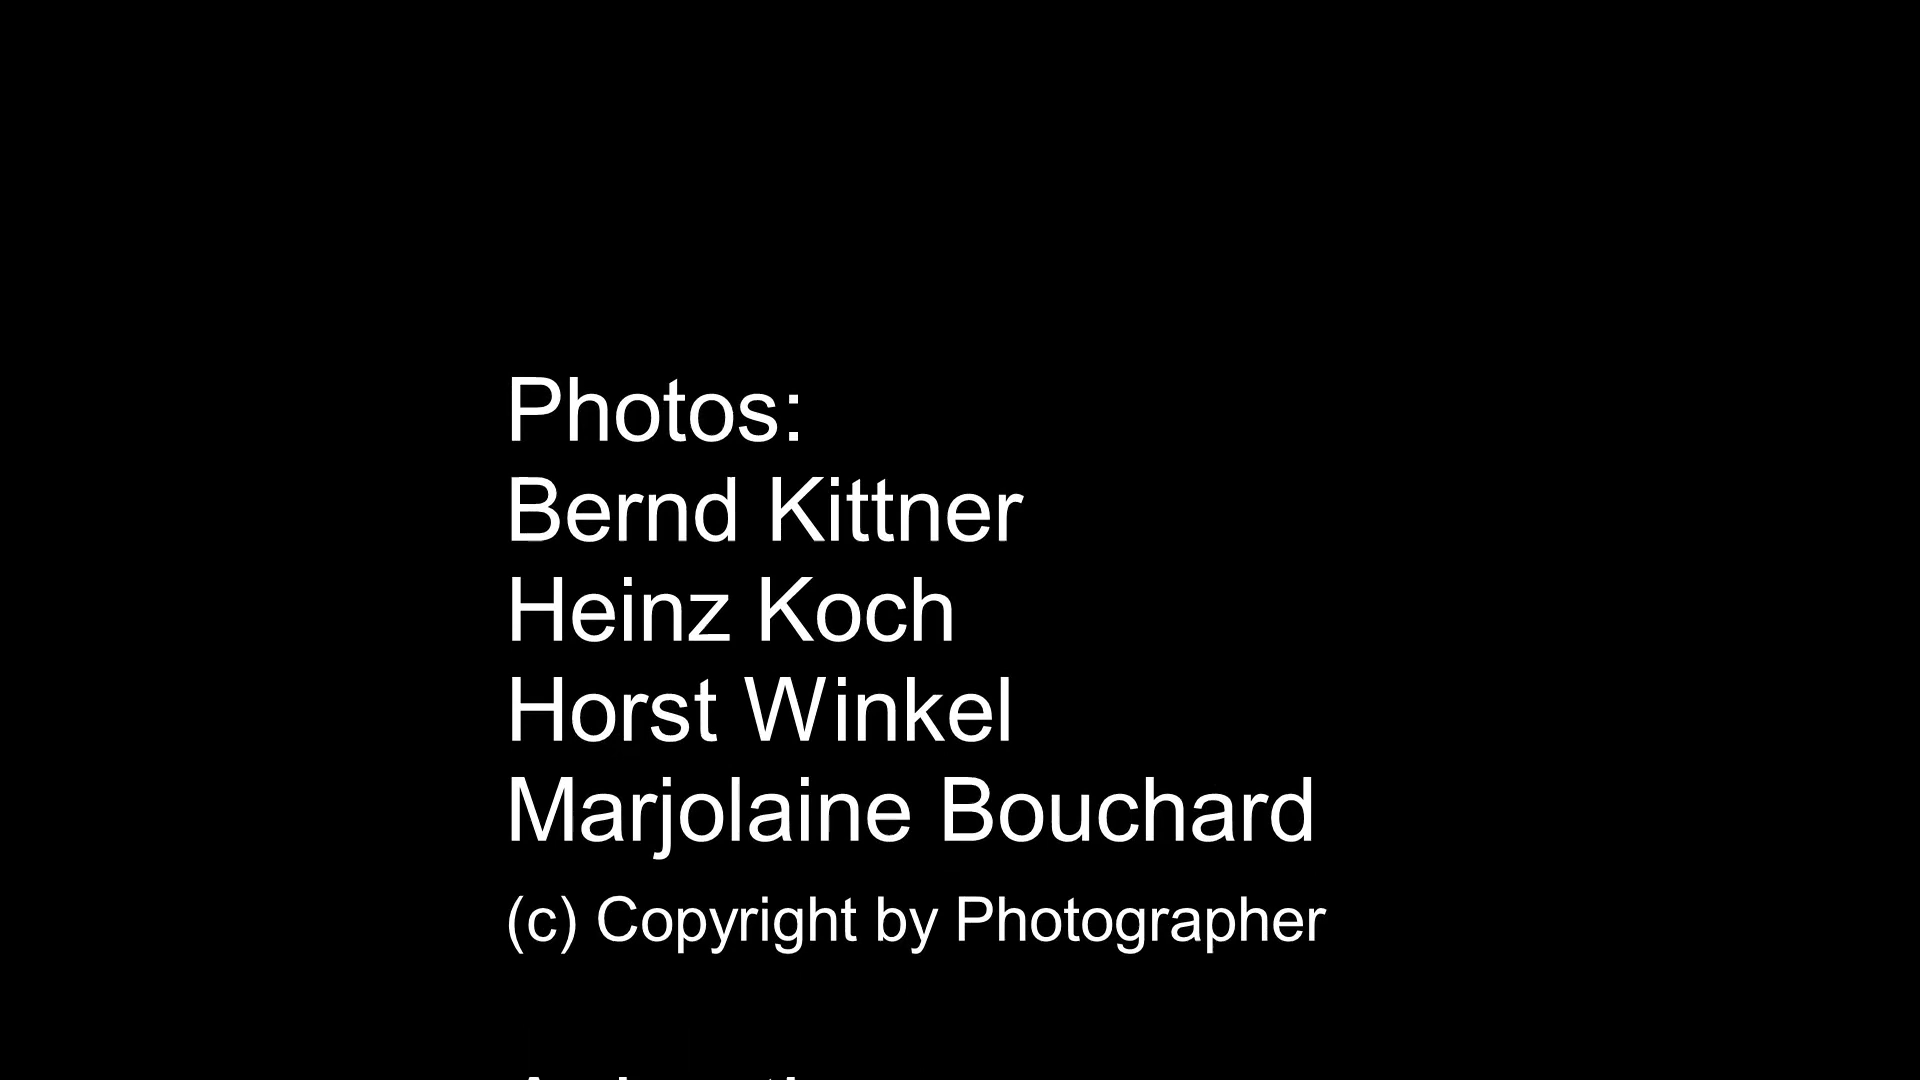 Photos:
Bernd Kittner
Heinz Koch
Horst Winkel
Marjolaine Bouchard
(c) Copyright by Photographer